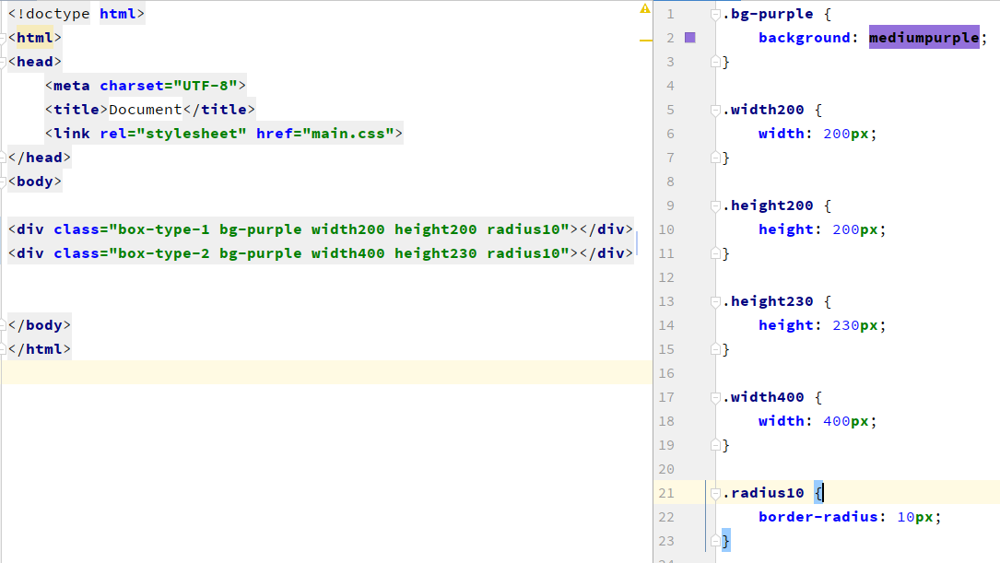 <!doctype html>
<html>
<head>
    <meta charset="UTF-8">
    <title>Document</title>
    <link rel="stylesheet" href="main.css">
</head>
<body>
<div class="box-type-1 bg-purple width200 height200 radius10"></div>
<div class="box-type-2 bg-purple width400 height230 radius10"></div>
</body>
</html>
1 .bg-purple {
2     background: mediumpurple;
3 }
4
5 .width200 {
6     width: 200px;
7 }
8
9 .height200 {
10     height: 200px;
11 }
12
13 .height230 {
14     height: 230px;
15 }
16
17 .width400 {
18     width: 400px;
19 }
20
21 .radius10 {
22     border-radius: 10px;
23 }